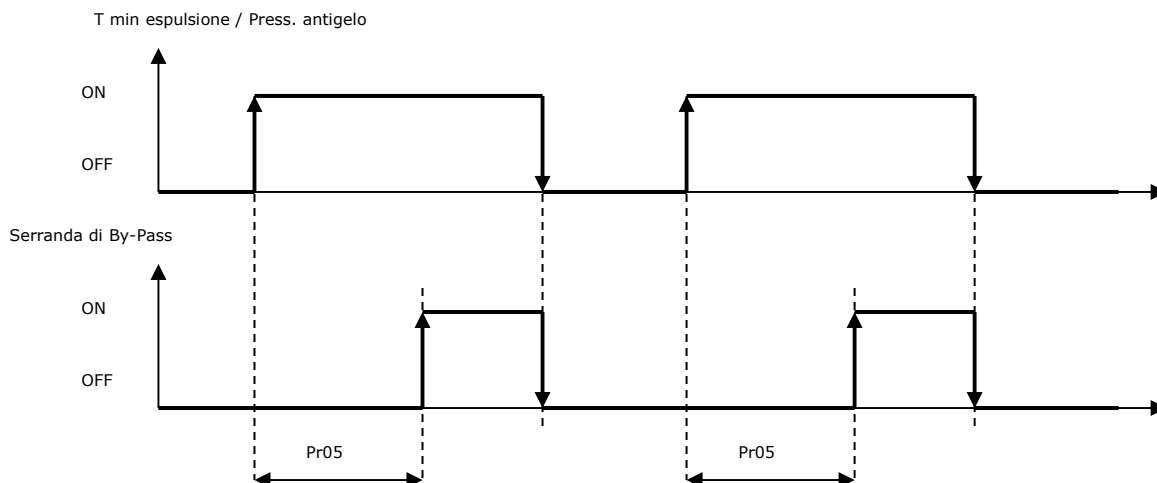 T min espulsione / Press. antigelo
ON
OFF
Serranda di By-Pass
ON
OFF
Pr05
Pr05